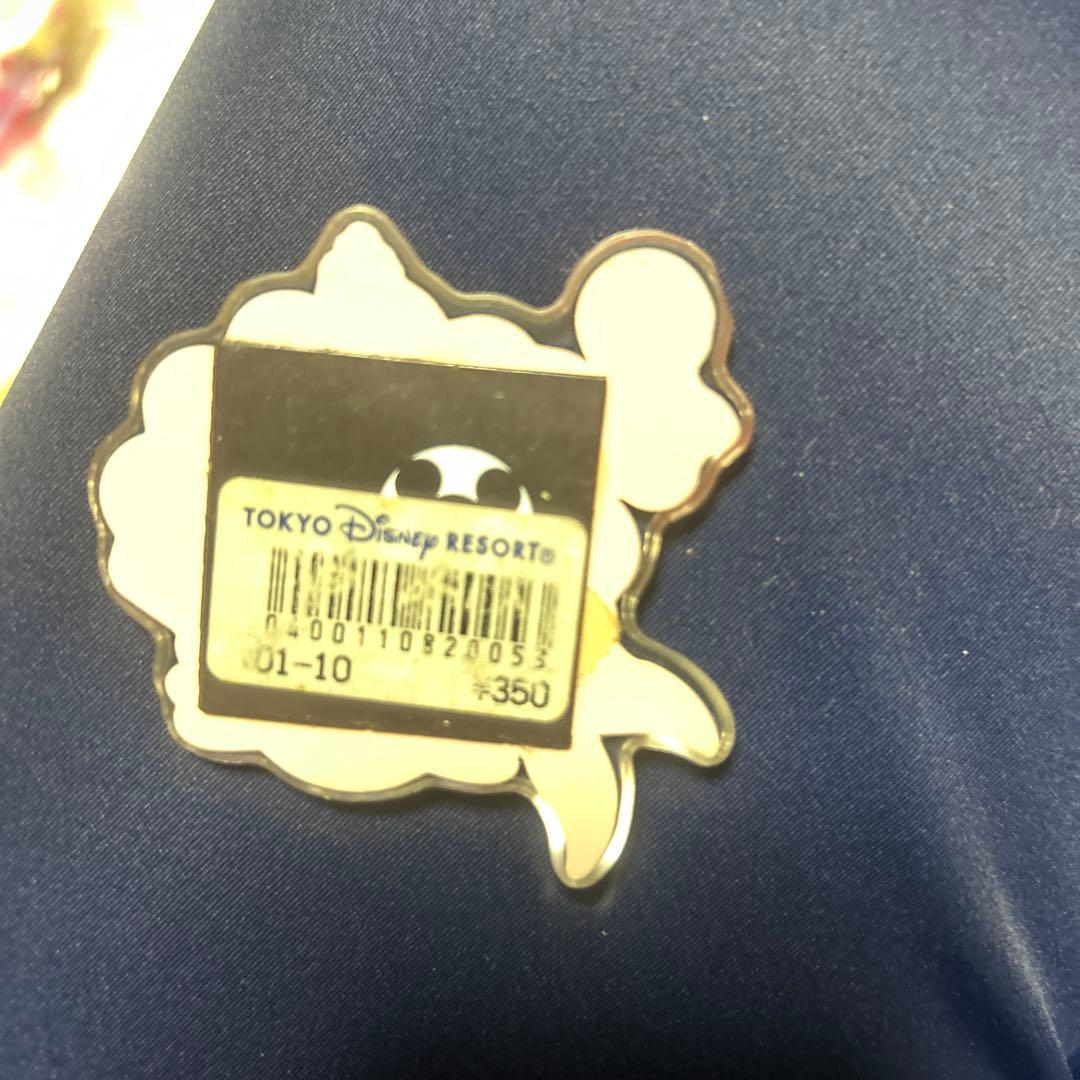 TOKYO Disney RESORT®
0400110820053
01-10
¥350